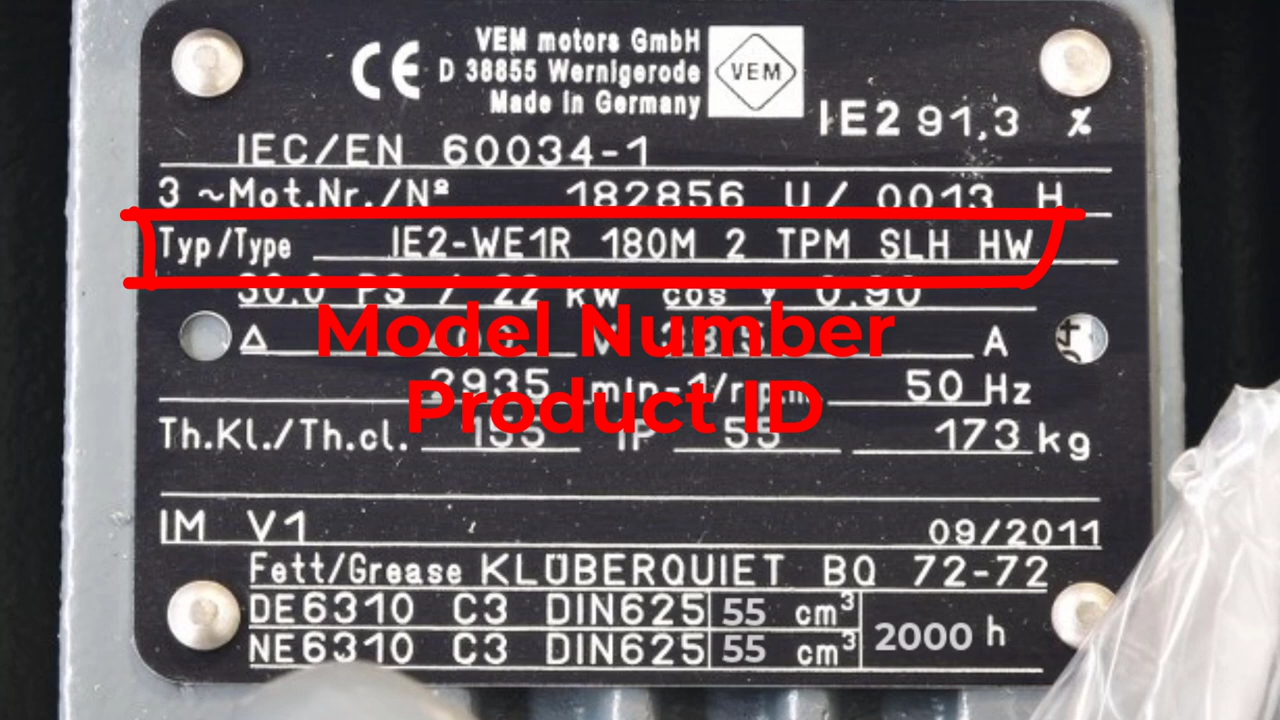 CE
VEM motors GmbH
D 38855 Wernigerode
Made in Germany
VEM
IE2 91,3 %
IEC/EN 60034-1
3 ~Mot.Nr./Nº 182856 U/ 0013 H
Typ/Type IE2-WE1R 180M 2 TPM SLH HW
30.0 PS / 22 kW cos φ 0.90
Δ V A
Model Number
2935 min-1/r.p.m. 50 Hz
Product ID
Th.Kl./Th.cl. 155 IP 55 173 kg
IM V1 09/2011
Fett/Grease KLÜBERQUIET BQ 72-72
DE6310 C3 DIN625 55 cm³
NE6310 C3 DIN625 55 cm³
2000 h